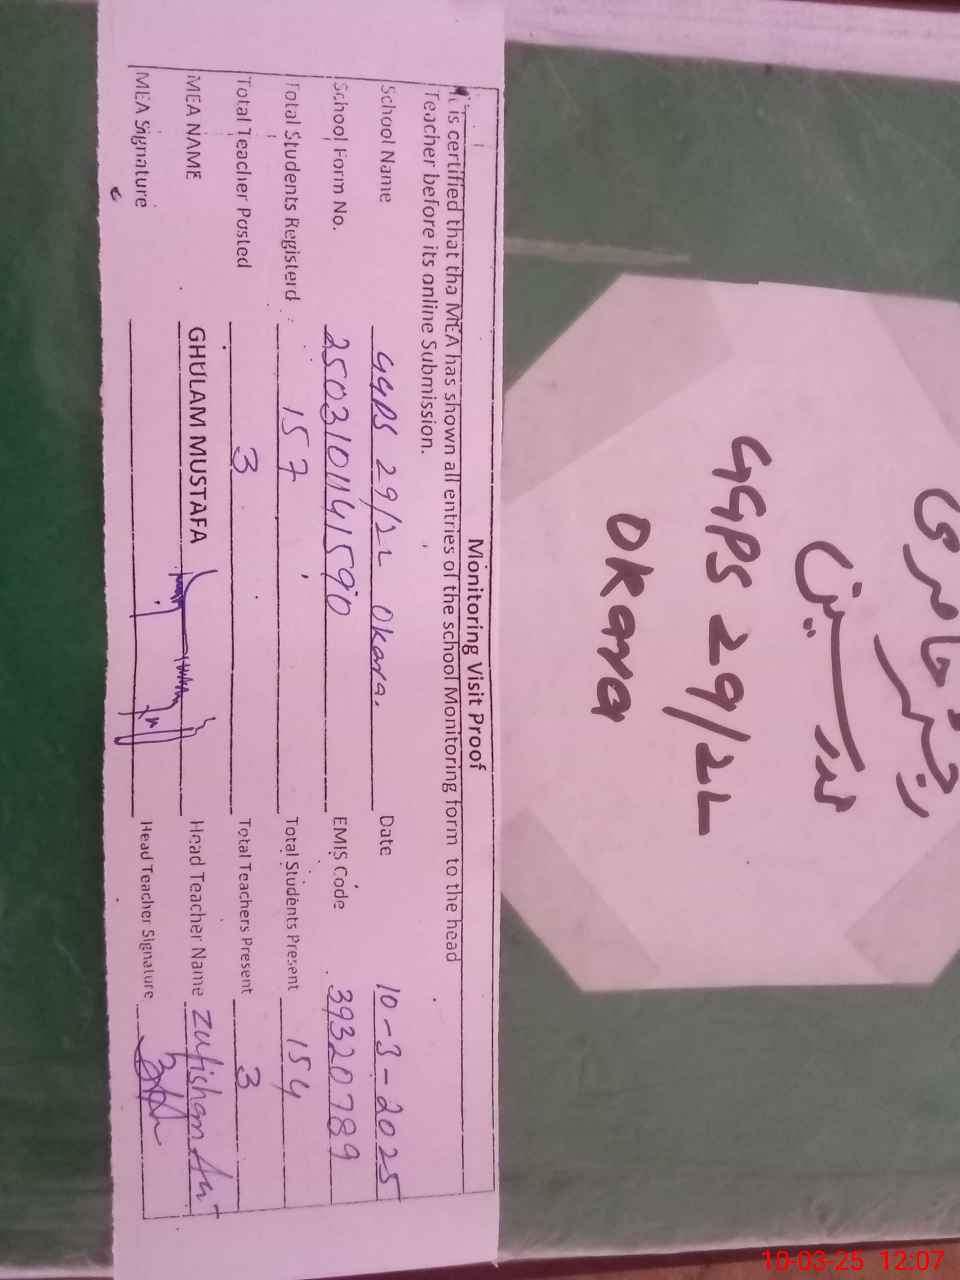 رجسٹر حاضری
مدرسین
GGPS 29/2L
Okara
Monitoring Visit Proof
It is certified that tha MEA has shown all entries of the school Monitoring form to the head
Teacher before its online Submission.
School Name GGPS 29/2L Okara. Date 10-3-2025
School Form No. 2503101141590 EMIS Code 39320789
Total Students Registerd 157 Total Students Present 154
Total Teacher Posted 3 Total Teachers Present 3
MEA NAME GHULAM MUSTAFA Head Teacher Name Zulfishan
MEA Signature Head Teacher Signature
10-03-25 12:07